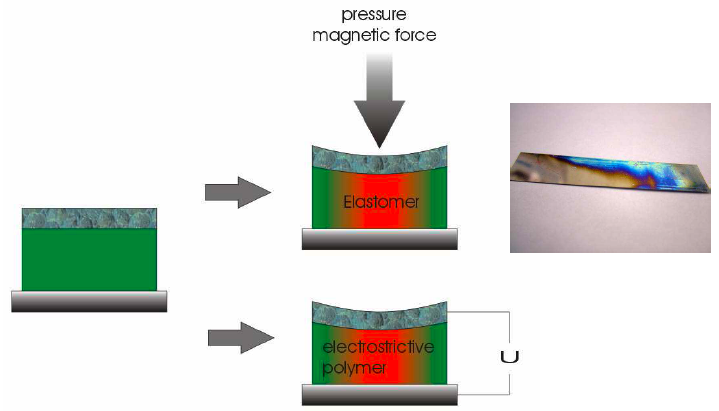 pressure
magnetic force
Elastomer
electrostrictive
polymer
U